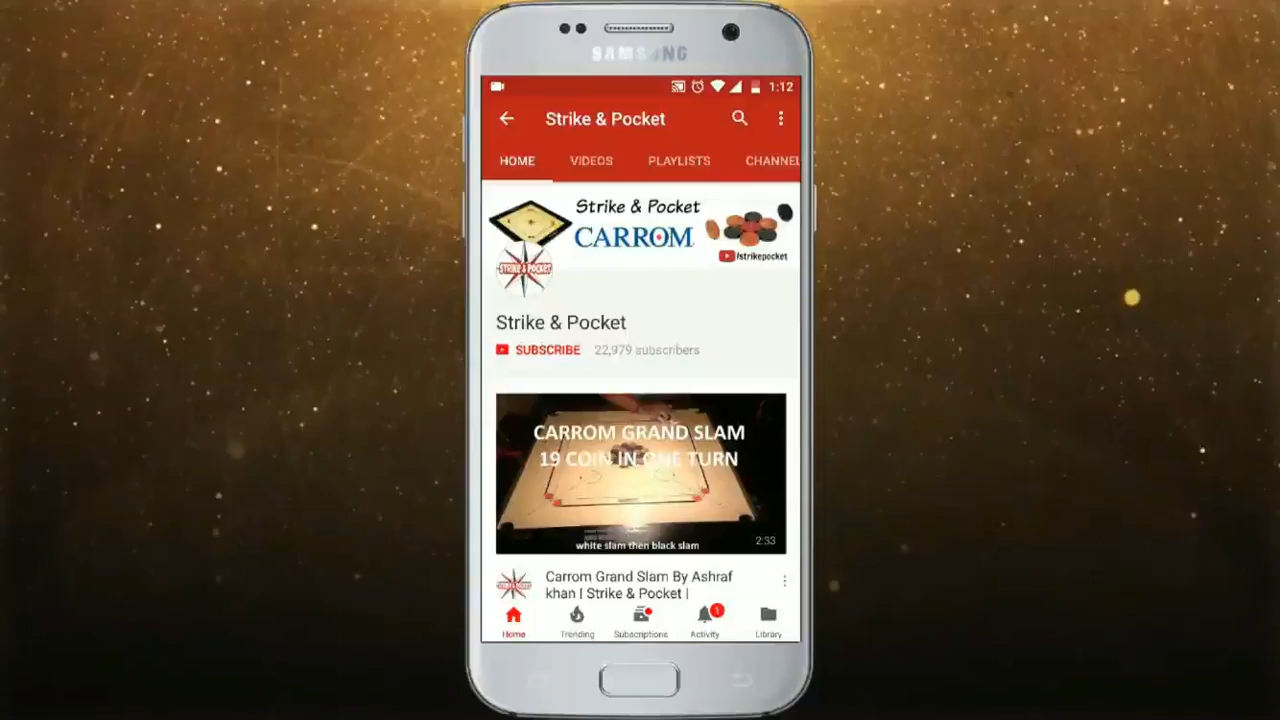 SAMSUNG
1:12
Strike & Pocket
HOME VIDEOS PLAYLISTS CHANNEL
Strike & Pocket
CARROM
/strikepocket
STRIKE & POCKET
Strike & Pocket
SUBSCRIBE 22,979 subscribers
CARROM GRAND SLAM
19 COIN IN ONE TURN
white slam then black slam
2:33
Carrom Grand Slam By Ashraf
khan | Strike & Pocket |
1
Home Trending Subscriptions Activity Library